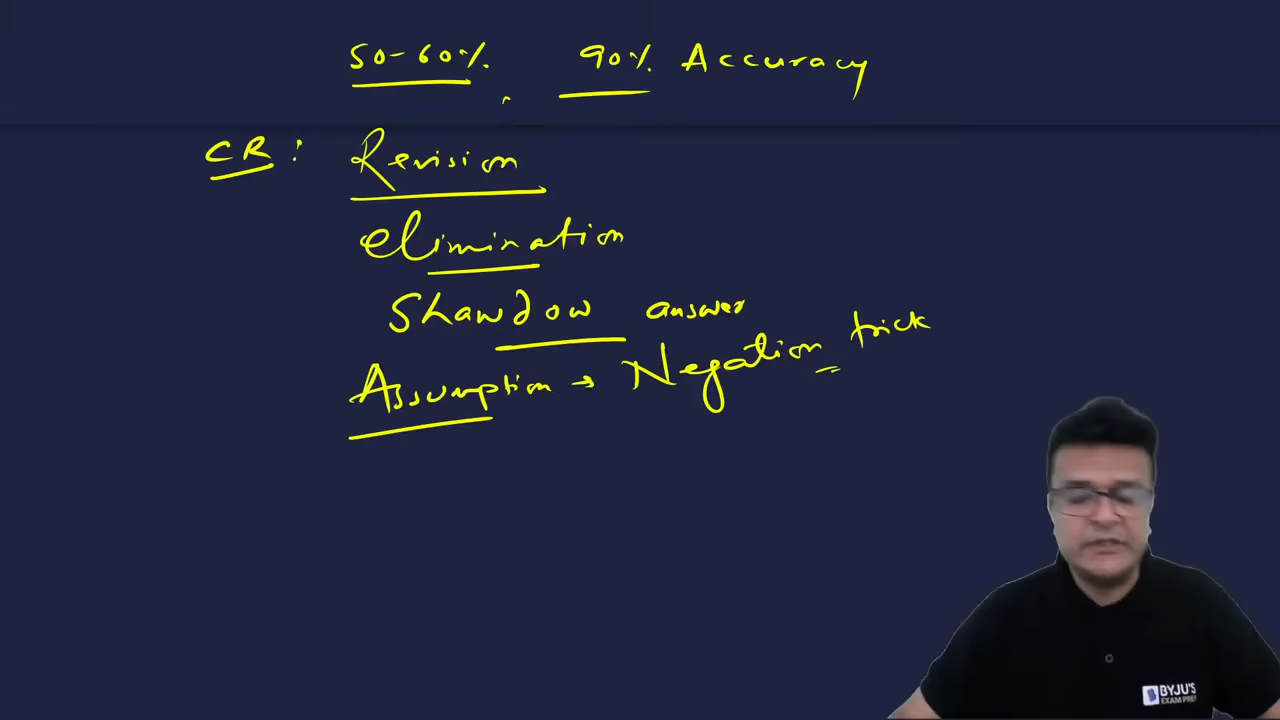 50-60%. 90% Accuracy
CR: Revision
elimination
Shawdow answer
Assumption → Negation trick
BYJU'S
EXAM PREP